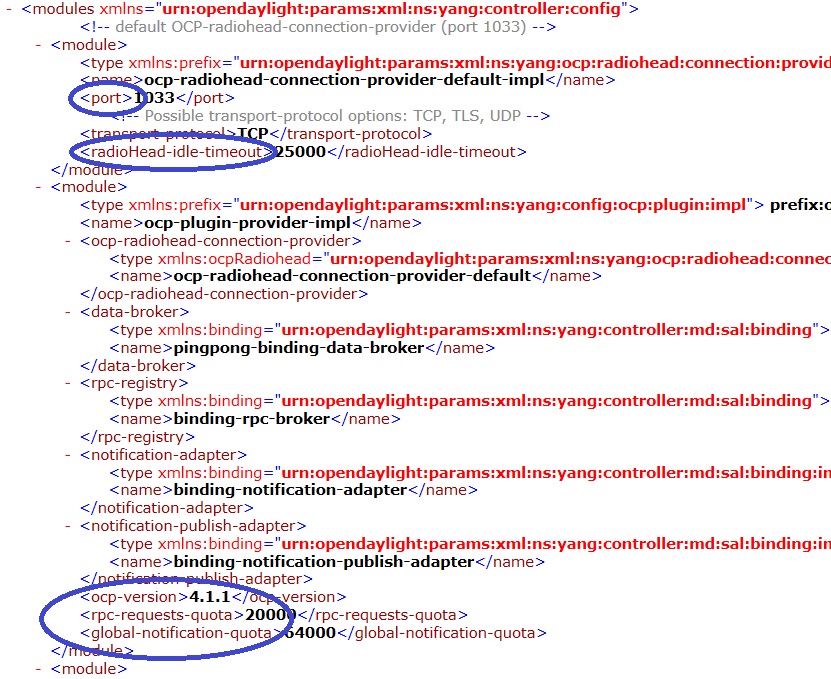 - <modules xmlns="urn:opendaylight:params:xml:ns:yang:controller:config">
<!-- default OCP-radiohead-connection-provider (port 1033) -->
- <module>
<type xmlns:prefix="urn:opendaylight:params:xml:ns:yang:ocp:radiohead:connection:provid
<name>ocp-radiohead-connection-provider-default-impl</name>
<port>1033</port>
<!-- Possible transport-protocol options: TCP, TLS, UDP -->
<transport-protocol>TCP</transport-protocol>
<radioHead-idle-timeout>25000</radioHead-idle-timeout>
</module>
- <module>
<type xmlns:prefix="urn:opendaylight:params:xml:ns:yang:config:ocp:plugin:impl"> prefix:o
<name>ocp-plugin-provider-impl</name>
- <ocp-radiohead-connection-provider>
<type xmlns:ocpRadiohead="urn:opendaylight:params:xml:ns:yang:ocp:radiohead:connec
<name>ocp-radiohead-connection-provider-default</name>
</ocp-radiohead-connection-provider>
- <data-broker>
<type xmlns:binding="urn:opendaylight:params:xml:ns:yang:controller:md:sal:binding">
<name>pingpong-binding-data-broker</name>
</data-broker>
- <rpc-registry>
<type xmlns:binding="urn:opendaylight:params:xml:ns:yang:controller:md:sal:binding">
<name>binding-rpc-broker</name>
</rpc-registry>
- <notification-adapter>
<type xmlns:binding="urn:opendaylight:params:xml:ns:yang:controller:md:sal:binding:in
<name>binding-notification-adapter</name>
</notification-adapter>
- <notification-publish-adapter>
<type xmlns:binding="urn:opendaylight:params:xml:ns:yang:controller:md:sal:binding:in
<name>binding-notification-publish-adapter</name>
</notification-publish-adapter>
<ocp-version>4.1.1</ocp-version>
<rpc-requests-quota>20000</rpc-requests-quota>
<global-notification-quota>64000</global-notification-quota>
</module>
- <module>